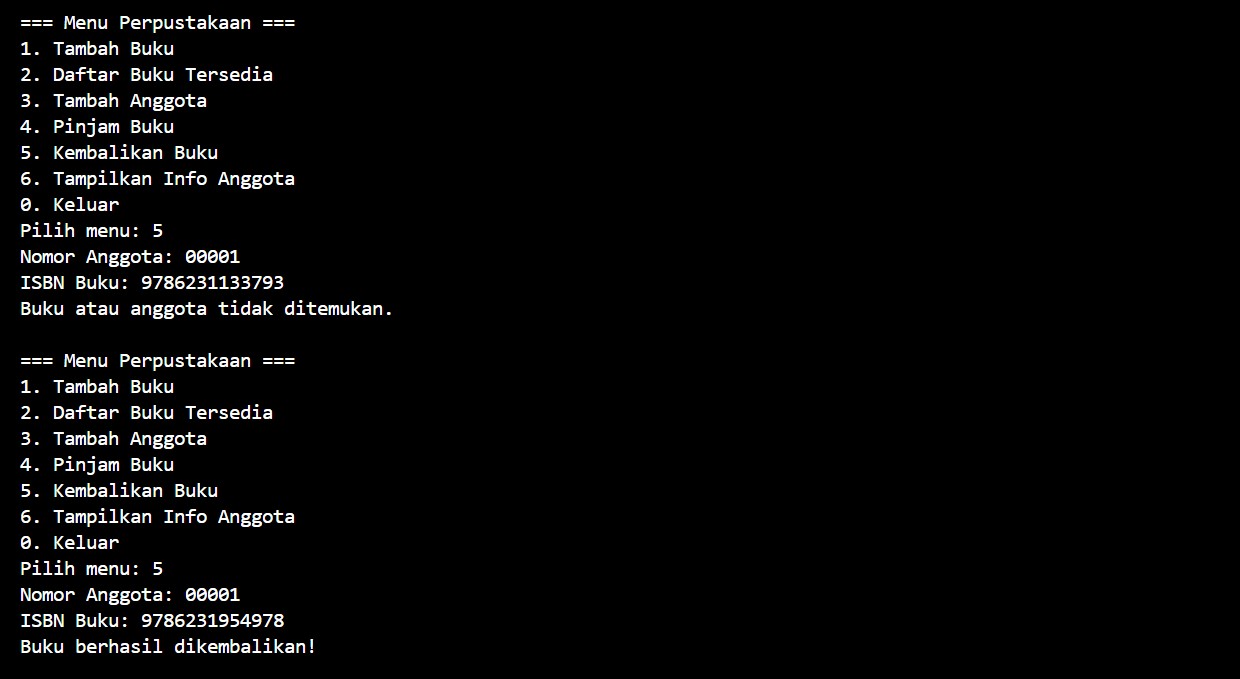 === Menu Perpustakaan ===
1. Tambah Buku
2. Daftar Buku Tersedia
3. Tambah Anggota
4. Pinjam Buku
5. Kembalikan Buku
6. Tampilkan Info Anggota
0. Keluar
Pilih menu: 5
Nomor Anggota: 00001
ISBN Buku: 9786231133793
Buku atau anggota tidak ditemukan.

=== Menu Perpustakaan ===
1. Tambah Buku
2. Daftar Buku Tersedia
3. Tambah Anggota
4. Pinjam Buku
5. Kembalikan Buku
6. Tampilkan Info Anggota
0. Keluar
Pilih menu: 5
Nomor Anggota: 00001
ISBN Buku: 9786231954978
Buku berhasil dikembalikan!